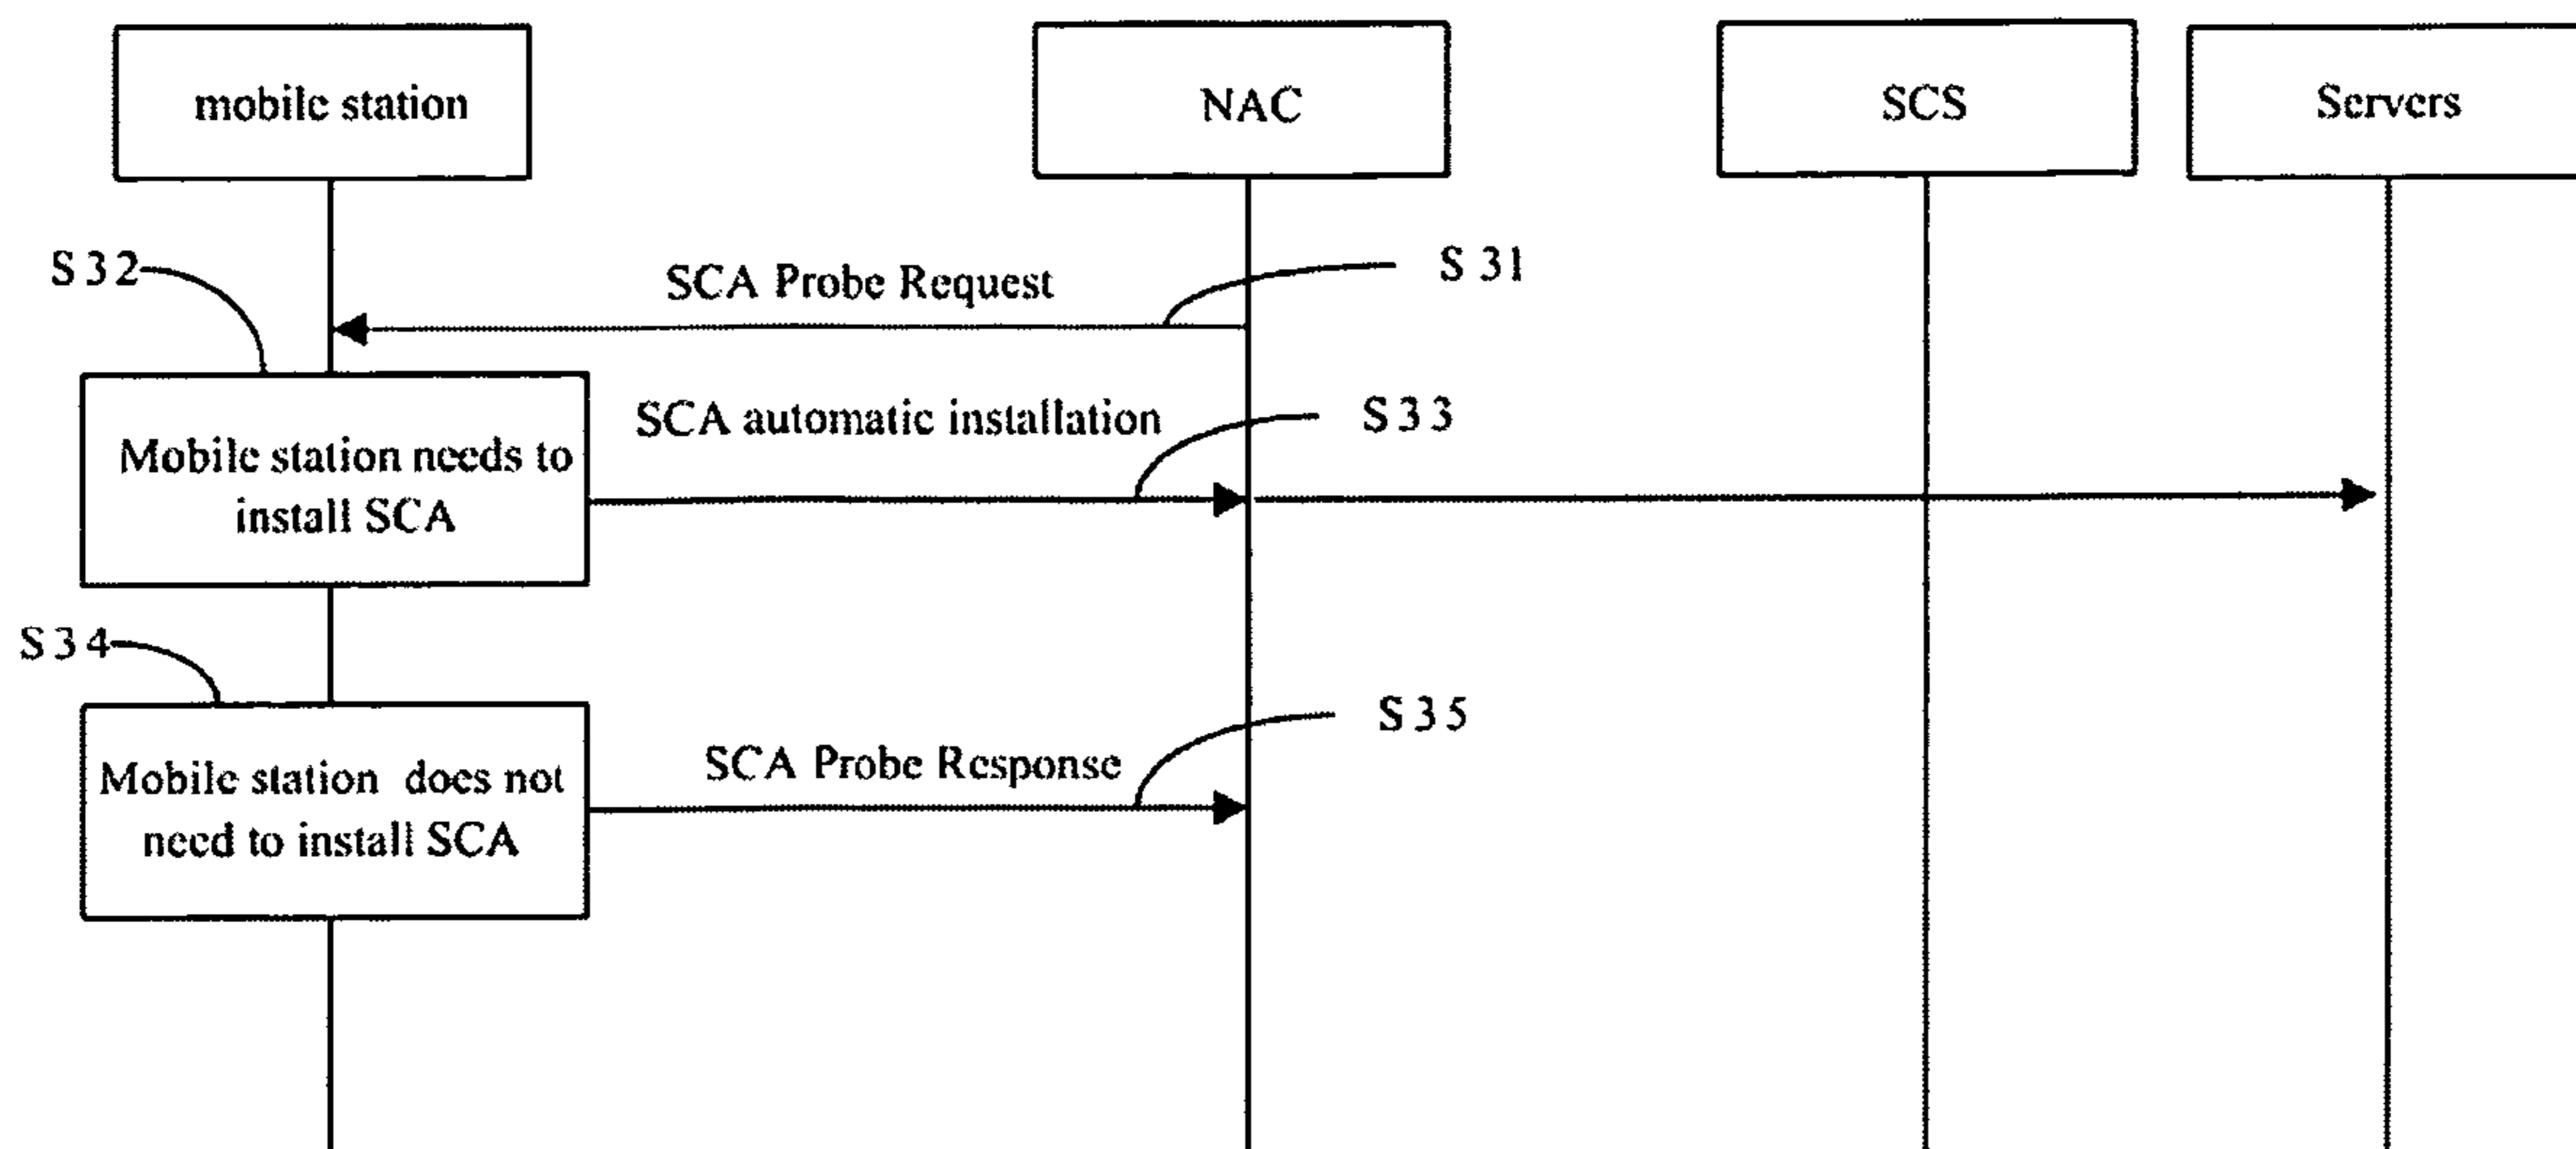 mobile station
NAC
SCS
Servers
S32
SCA Probe Request
S 31
SCA automatic installation
S33
Mobile station needs to
install SCA
S34
Mobile station does not
need to install SCA
SCA Probe Response
S35